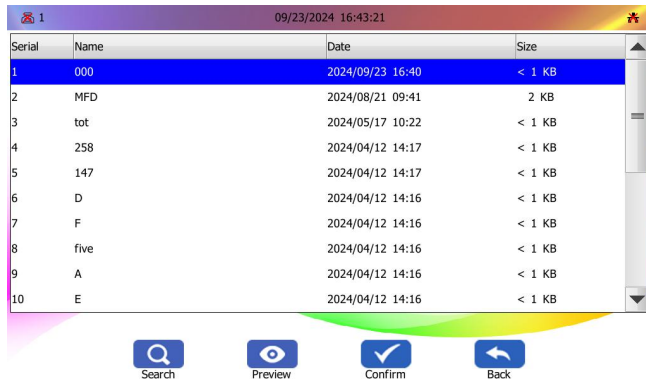 1 09/23/2024 16:43:21
Serial Name Date Size
1 000 2024/09/23 16:40 < 1 KB
2 MFD 2024/08/21 09:41 2 KB
3 tot 2024/05/17 10:22 < 1 KB
4 258 2024/04/12 14:17 < 1 KB
5 147 2024/04/12 14:17 < 1 KB
6 D 2024/04/12 14:16 < 1 KB
7 F 2024/04/12 14:16 < 1 KB
8 five 2024/04/12 14:16 < 1 KB
9 A 2024/04/12 14:16 < 1 KB
10 E 2024/04/12 14:16 < 1 KB
Search Preview Confirm Back